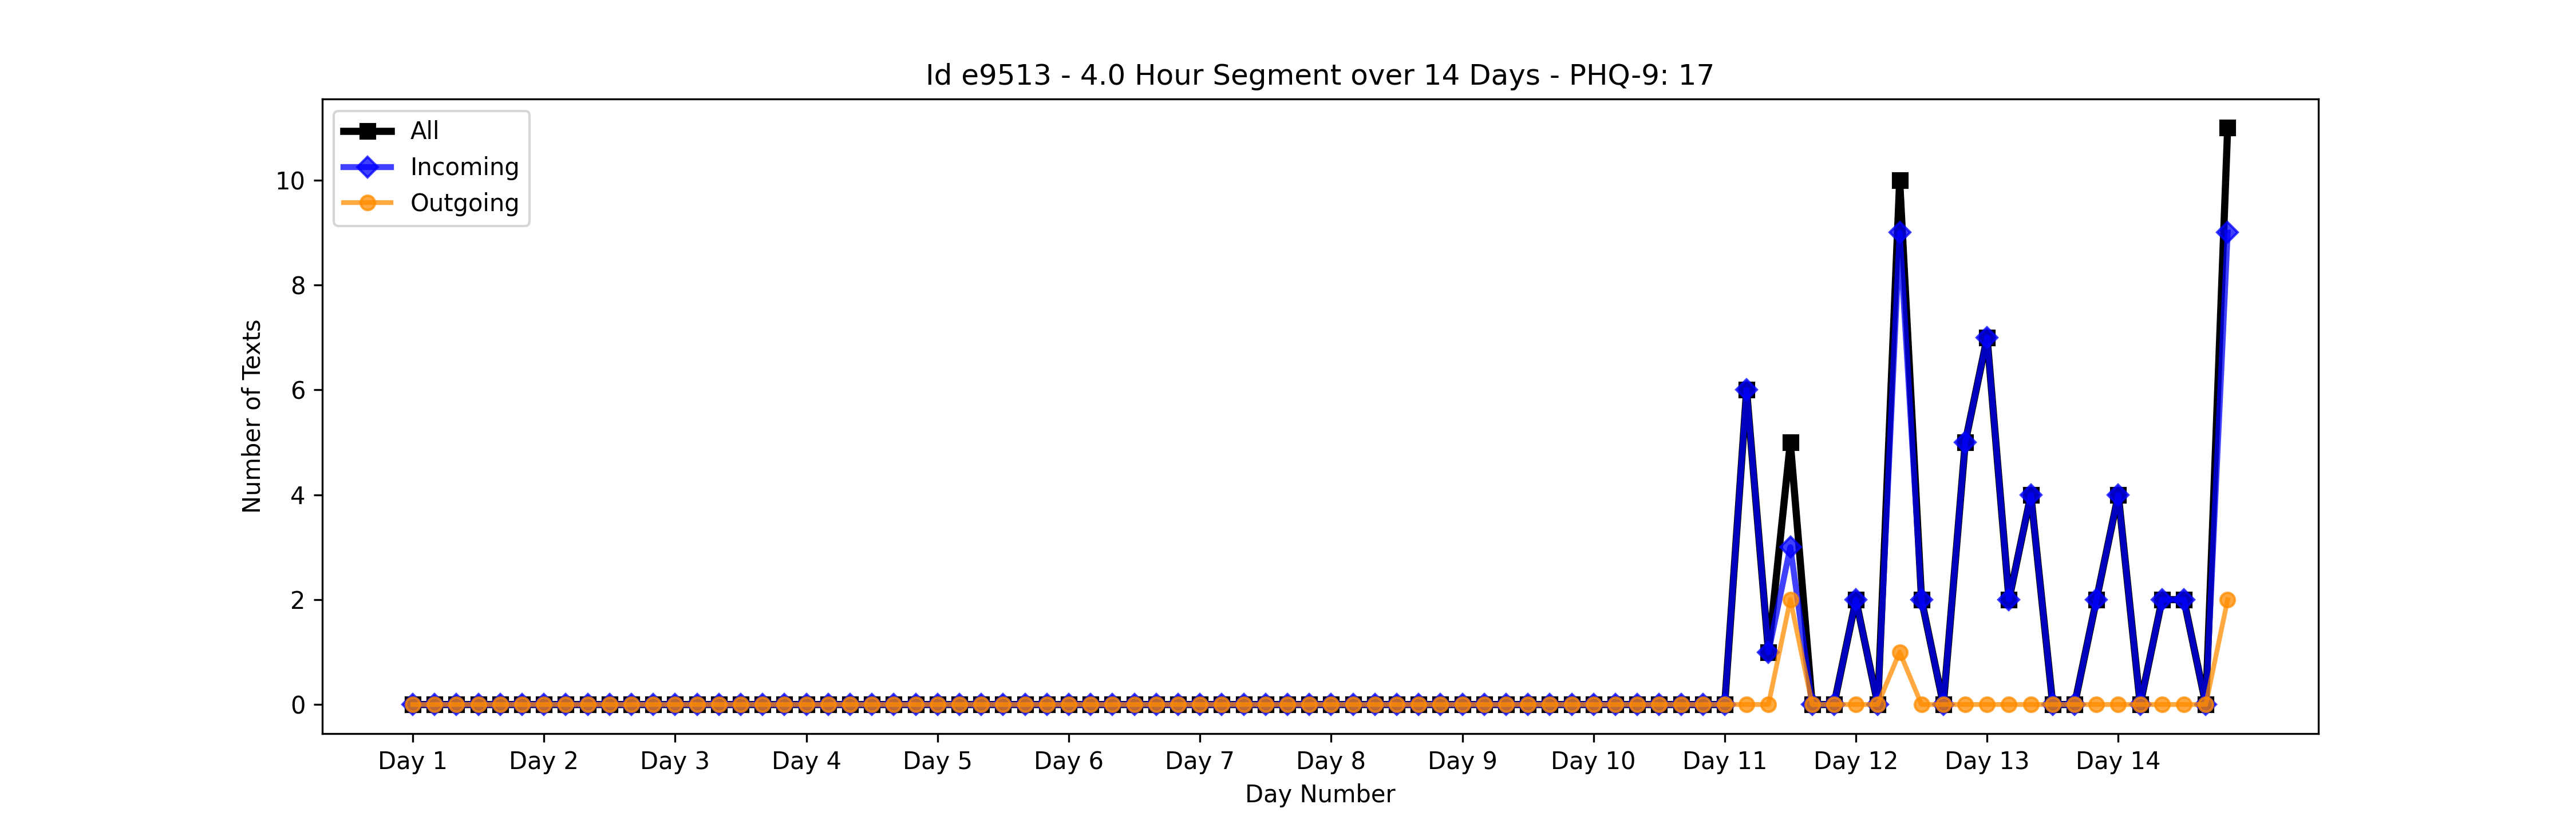 Id e9513 - 4.0 Hour Segment over 14 Days - PHQ-9: 17
All
Incoming
Outgoing
Number of Texts
10
8
6
4
2
0
Day 1 Day 2 Day 3 Day 4 Day 5 Day 6 Day 7 Day 8 Day 9 Day 10 Day 11 Day 12 Day 13 Day 14
Day Number